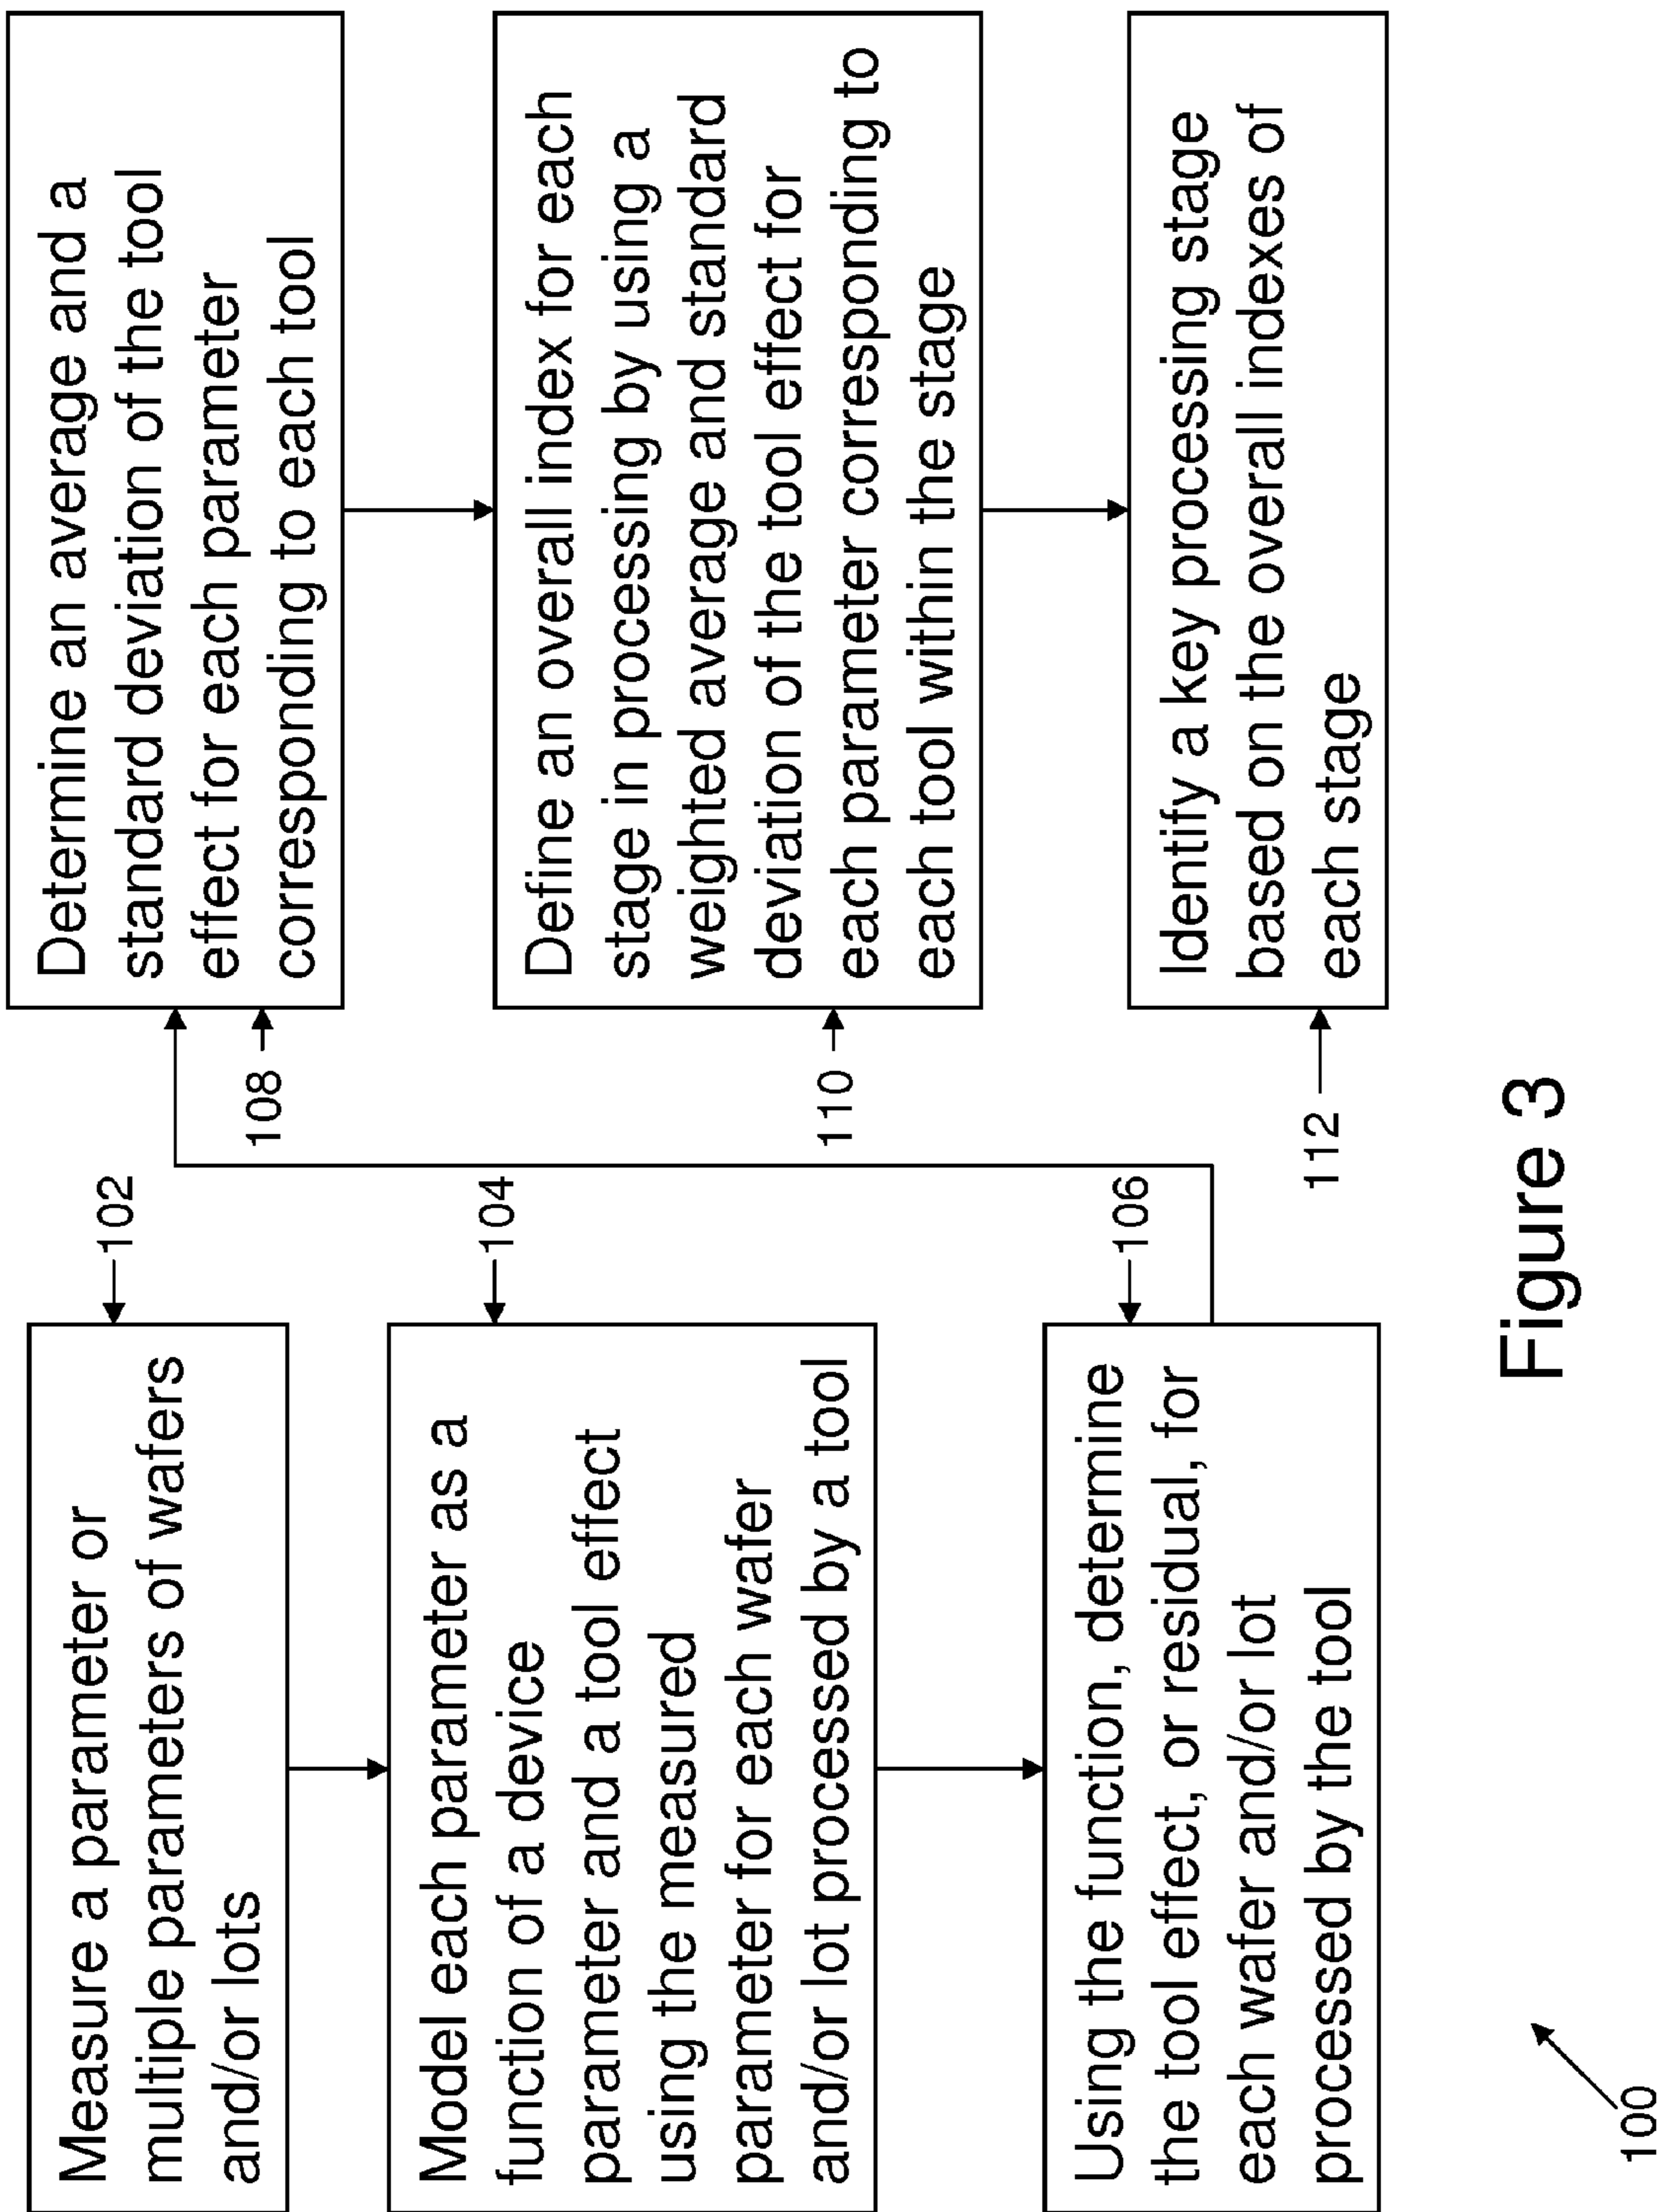 Measure a parameter or
multiple parameters of wafers
and/or lots
102
Model each parameter as a
function of a device
parameter and a tool effect
using the measured
parameter for each wafer
and/or lot processed by a tool
104
Using the function, determine
the tool effect, or residual, for
each wafer and/or lot
processed by the tool
106
Determine an average and a
standard deviation of the tool
effect for each parameter
corresponding to each tool
108
Define an overall index for each
stage in processing by using a
weighted average and standard
deviation of the tool effect for
each parameter corresponding to
each tool within the stage
110
Identify a key processing stage
based on the overall indexes of
each stage
112
100
Figure 3